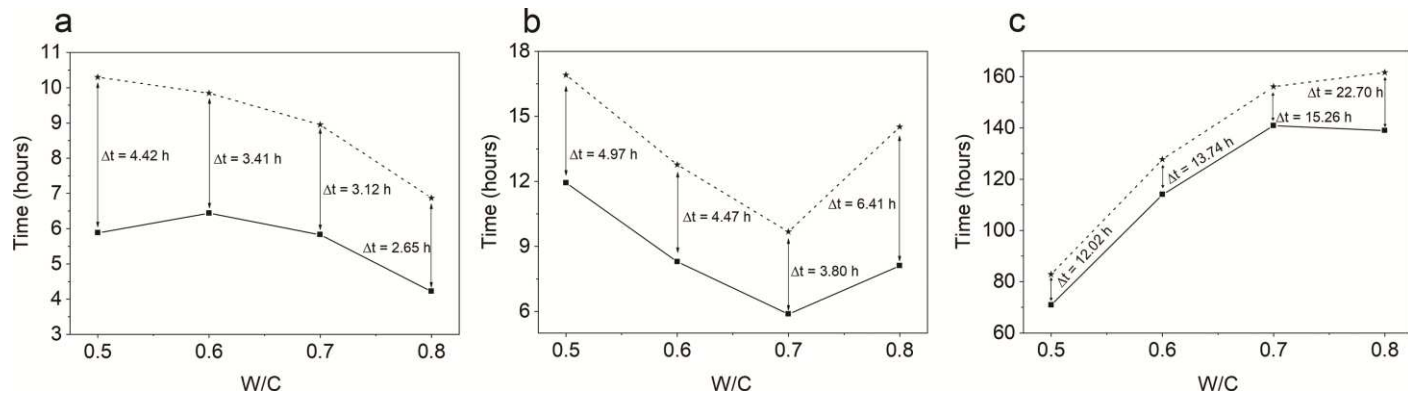 a
11
10
9
8
7
6
5
4
3
Time (hours)
Δt = 4.42 h
Δt = 3.41 h
Δt = 3.12 h
Δt = 2.65 h
0.5 0.6 0.7 0.8
W/C
b
18
15
12
9
6
Time (hours)
Δt = 4.97 h
Δt = 4.47 h
Δt = 3.80 h
Δt = 6.41 h
0.5 0.6 0.7 0.8
W/C
c
160
140
120
100
80
60
Time (hours)
Δt = 12.02 h
Δt = 13.74 h
Δt = 15.26 h
Δt = 22.70 h
0.5 0.6 0.7 0.8
W/C